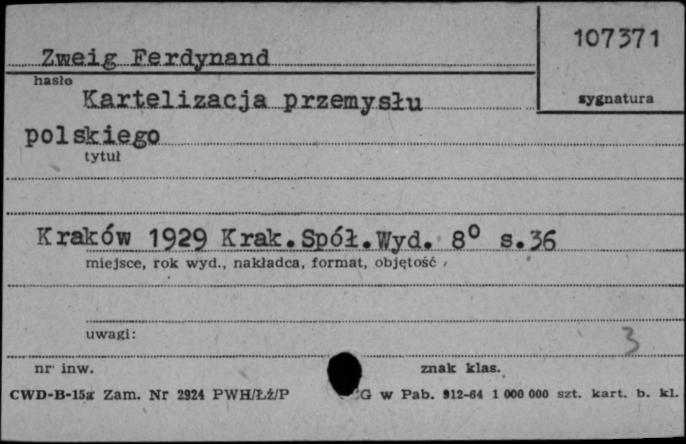 107371
Zweig Ferdynand
hasło
Kartelizacja przemysłu
sygnatura
polskiego
tytuł
Kraków 1929 Krak.Spół.Wyd. 8° s.36
miejsce, rok wyd., nakładca, format, objętość
uwagi:
3
nr inw.
znak klas.
CWD-B-15a Zam. Nr 2924 PWH/Łź/P G w Pab. 912-64 1 000 000 szt. kart. b. kl.